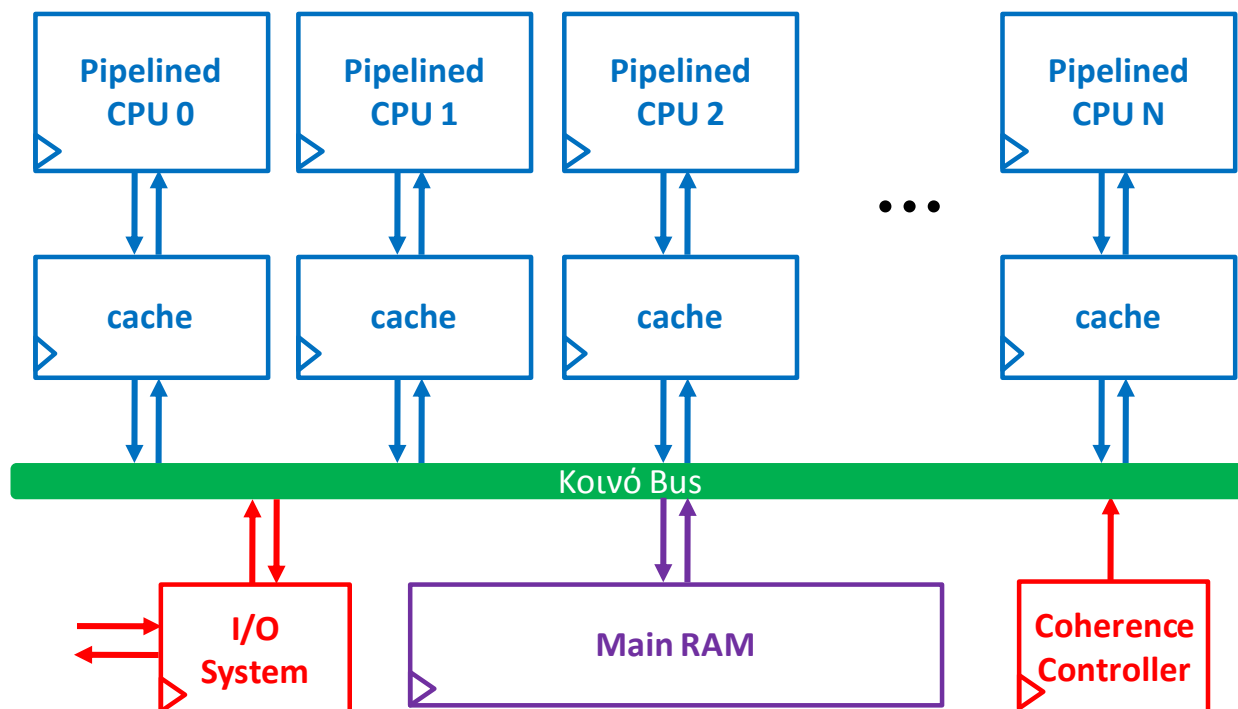 Pipelined
CPU 0
Pipelined
CPU 1
Pipelined
CPU 2
Pipelined
CPU N
•••
cache
cache
cache
cache
Κοινό Bus
I/O
System
Main RAM
Coherence
Controller